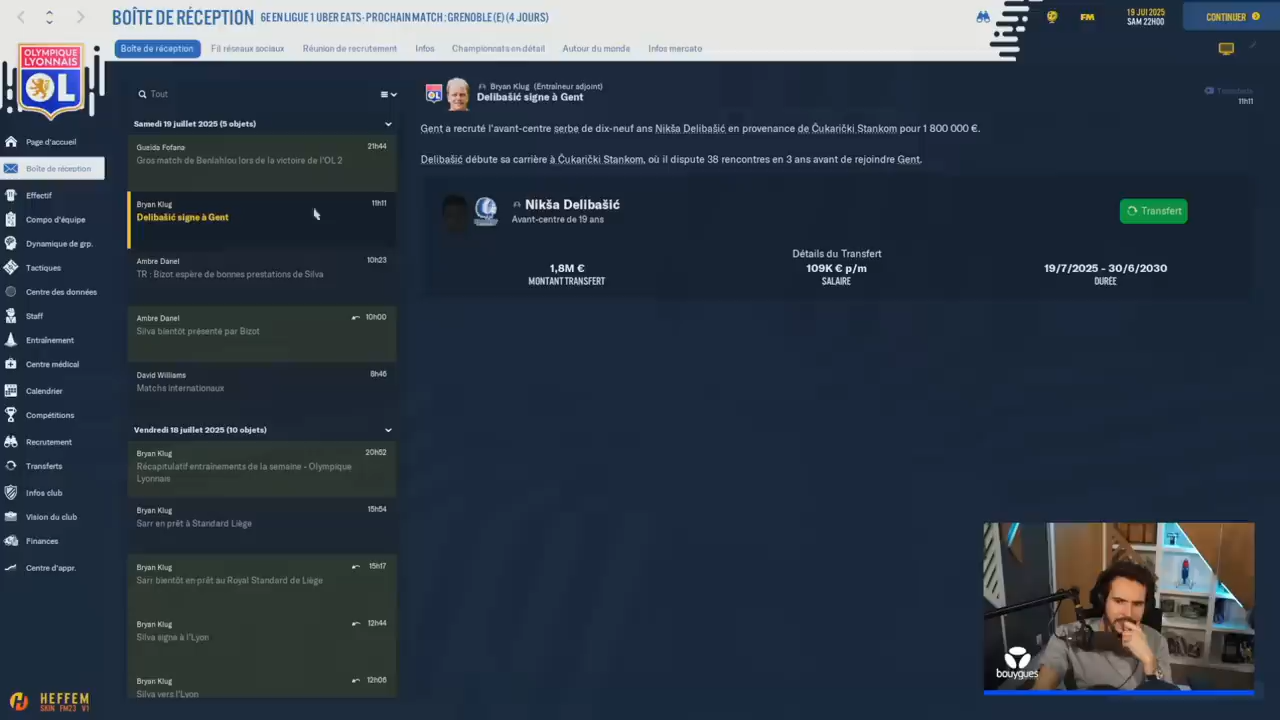 BOÎTE DE RÉCEPTION
6E EN LIGUE 1 UBER EATS - PROCHAIN MATCH : GRENOBLE (E) (4 JOURS)
FM
19 JUI 2025
SAM 22H00
CONTINUER
Boîte de réception
Fil réseaux sociaux
Réunion de recrutement
Infos
Championnats en détail
Autour du monde
Infos mercato
OLYMPIQUE
LYONNAIS
OL
Page d'accueil
Boîte de réception
Effectif
Compo d'équipe
Dynamique de grp.
Tactiques
Centre des données
Staff
Entraînement
Centre médical
Calendrier
Compétitions
Recrutement
Transferts
Infos club
Vision du club
Finances
Centre d'appr.
HEFFEM
SKIN FM23 V1
Tout
Samedi 19 juillet 2025 (5 objets)
Gueïda Fofana 21h44
Gros match de Benlahlou lors de la victoire de l'OL 2
Bryan Klug 11h11
Delibašić signe à Gent
Ambre Danel 10h23
TR : Bizot espère de bonnes prestations de Silva
Ambre Danel 10h00
Silva bientôt présenté par Bizot
David Williams 8h46
Matchs internationaux
Vendredi 18 juillet 2025 (10 objets)
Bryan Klug 20h52
Récapitulatif entraînements de la semaine - Olympique
Lyonnais
Bryan Klug 15h54
Sarr en prêt à Standard Liège
Bryan Klug 15h17
Sarr bientôt en prêt au Royal Standard de Liège
Bryan Klug 12h44
Silva signe à l'Lyon
Bryan Klug 12h06
Silva vers l'Lyon
Bryan Klug (Entraîneur adjoint)
Delibašić signe à Gent
Transferts
11h11
Gent a recruté l'avant-centre serbe de dix-neuf ans Nikša Delibašić en provenance de Čukarički Stankom pour 1 800 000 €.
Delibašić débute sa carrière à Čukarički Stankom, où il dispute 38 rencontres en 3 ans avant de rejoindre Gent.
Nikša Delibašić
Avant-centre de 19 ans
Transfert
Détails du Transfert
1,8M €
MONTANT TRANSFERT
109K € p/m
SALAIRE
19/7/2025 - 30/6/2030
DURÉE
bouygues